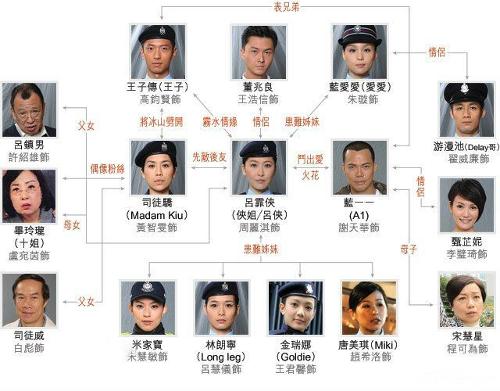 表兄弟
情侶
王子傳(王子)
高鈞賢飾
董兆良
王浩信飾
藍愛愛(愛愛)
朱璇飾
游漫池(Delay哥)
翟威廉飾
呂鎮男
許紹雄飾
父女
將冰山劈開
霧水情緣
情侶
患難姊妹
偶像粉絲
先敵後友
鬥出愛
火花
情侶
畢玲瓏
(十姐)
虞宛茵飾
母女
司徒驕
(Madam Kiu)
黃智雯飾
呂霏俠
(俠姐/呂俠)
周麗淇飾
藍一一
(A1)
謝天華飾
甄芷妮
李璧琦飾
患難姊妹
母子
司徒威
白彪飾
父女
米家寶
宋慧敏飾
林朗寧
(Long leg)
呂慧儀飾
金瑞娜
(Goldie)
王君馨飾
唐美琪(Miki)
趙希洛飾
宋慧星
程可為飾